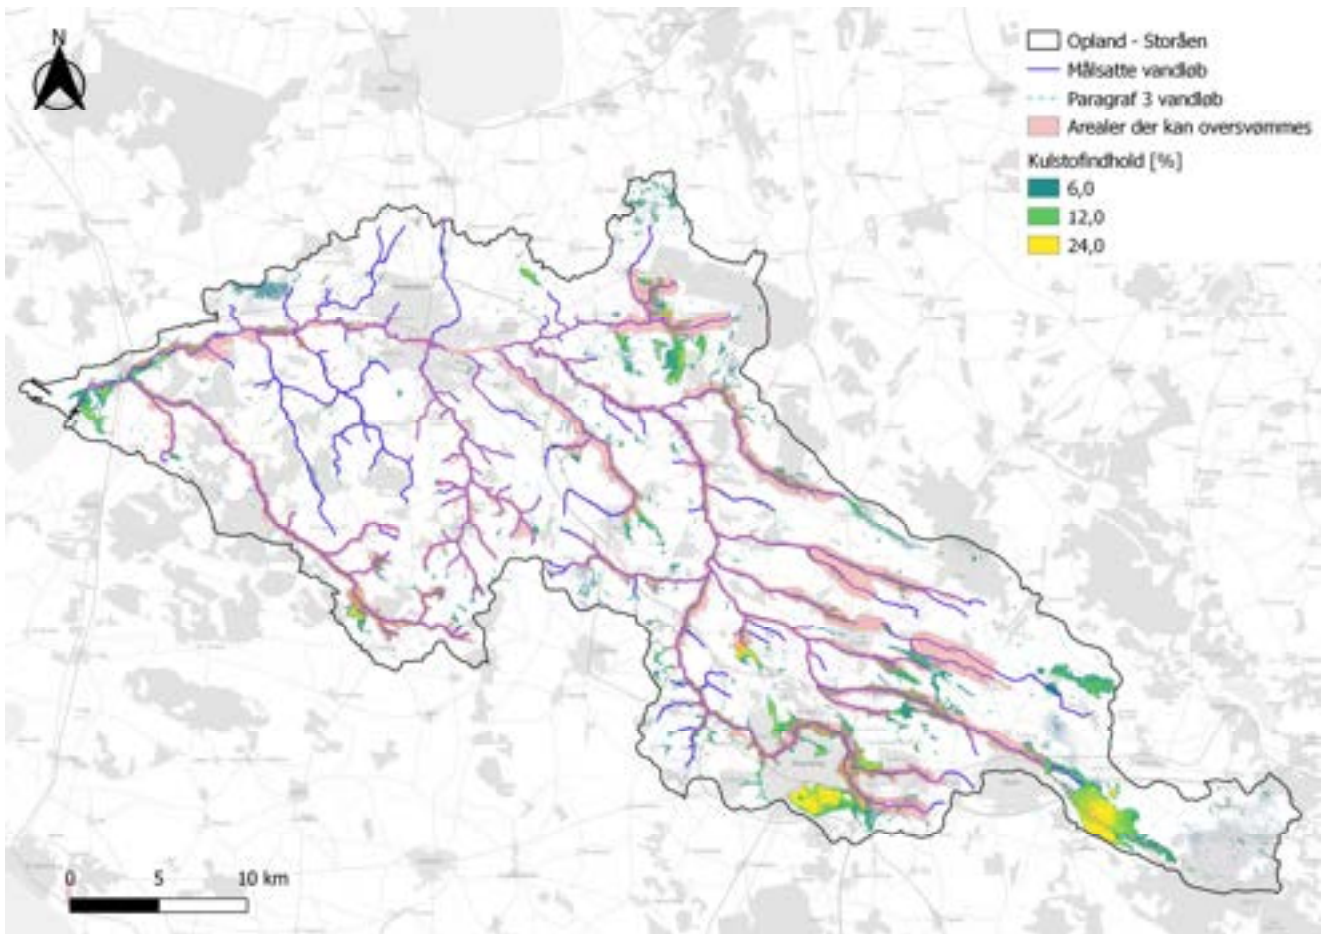 N
Opland - Storåen
Målsatte vandløb
Paragraf 3 vandløb
Arealer der kan oversvømmes
Kulstofindhold [%]
6,0
12,0
24,0
0 5 10 km